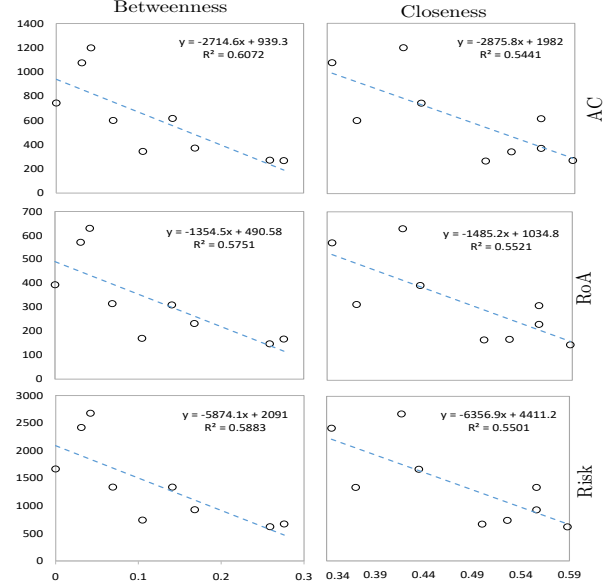 Betweenness
Closeness
1400
1200
1000
800
600
400
200
0
y = -2714.6x + 939.3
R² = 0.6072
y = -2875.8x + 1982
R² = 0.5441
AC
700
600
500
400
300
200
100
0
y = -1354.5x + 490.58
R² = 0.5751
y = -1485.2x + 1034.8
R² = 0.5521
RoA
3000
2500
2000
1500
1000
500
0
y = -5874.1x + 2091
R² = 0.5883
y = -6356.9x + 4411.2
R² = 0.5501
Risk
0 0.1 0.2 0.3
0.34 0.39 0.44 0.49 0.54 0.59